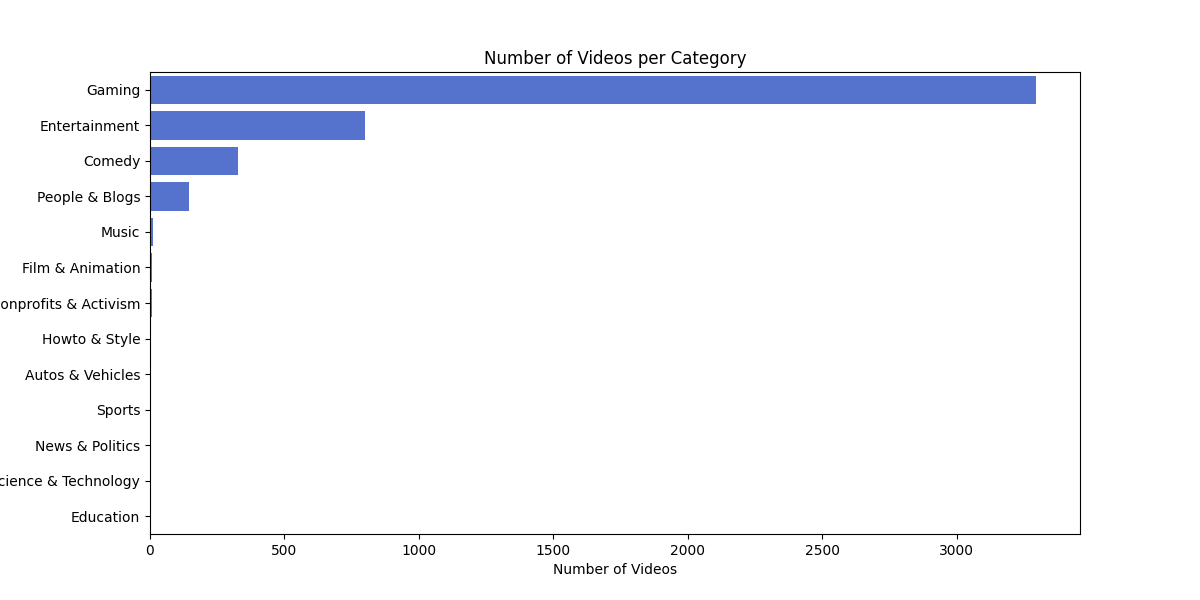 Number of Videos per Category
Gaming
Entertainment
Comedy
People & Blogs
Music
Film & Animation
onprofits & Activism
Howto & Style
Autos & Vehicles
Sports
News & Politics
cience & Technology
Education
0 500 1000 1500 2000 2500 3000
Number of Videos